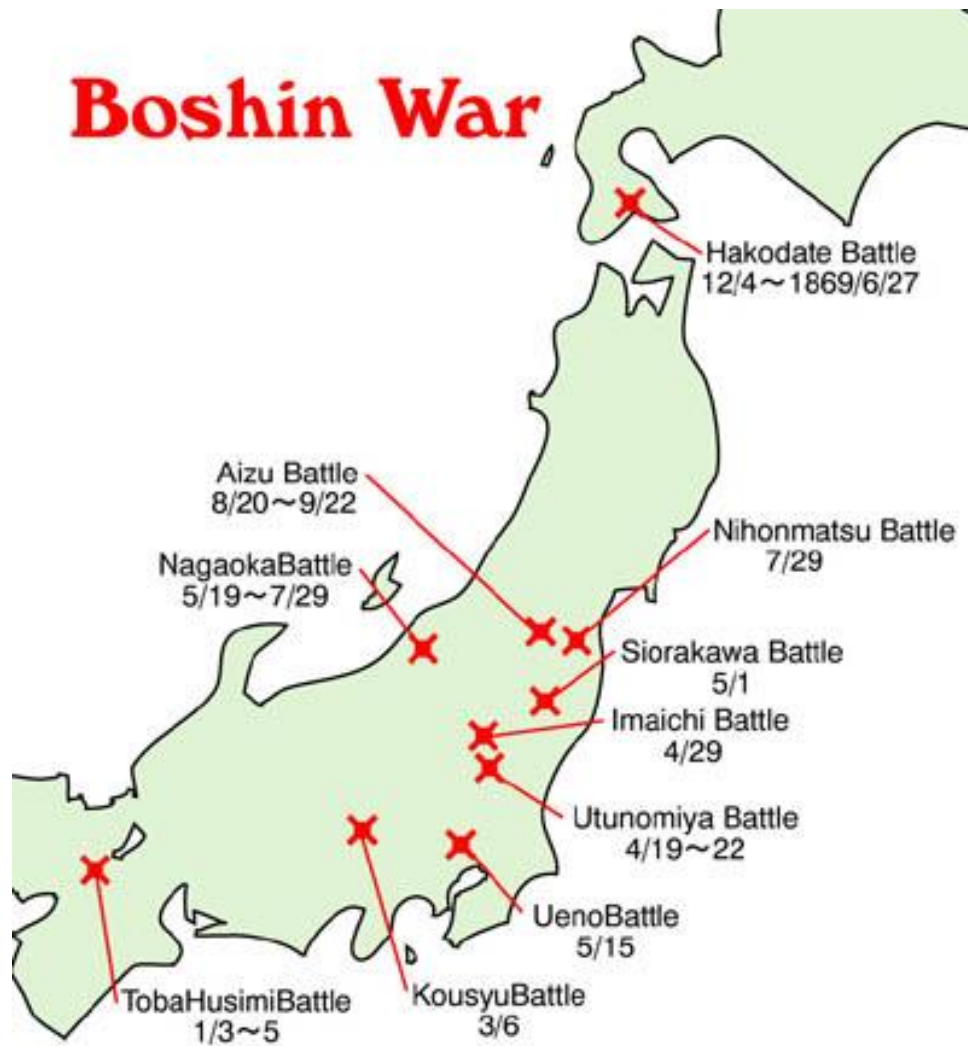 Boshin War
Hakodate Battle
12/4～1869/6/27
Aizu Battle
8/20～9/22
Nihonmatsu Battle
7/29
NagaokaBattle
5/19～7/29
Siorakawa Battle
5/1
Imaichi Battle
4/29
Utunomiya Battle
4/19～22
UenoBattle
5/15
KousyuBattle
3/6
TobaHusimiBattle
1/3～5